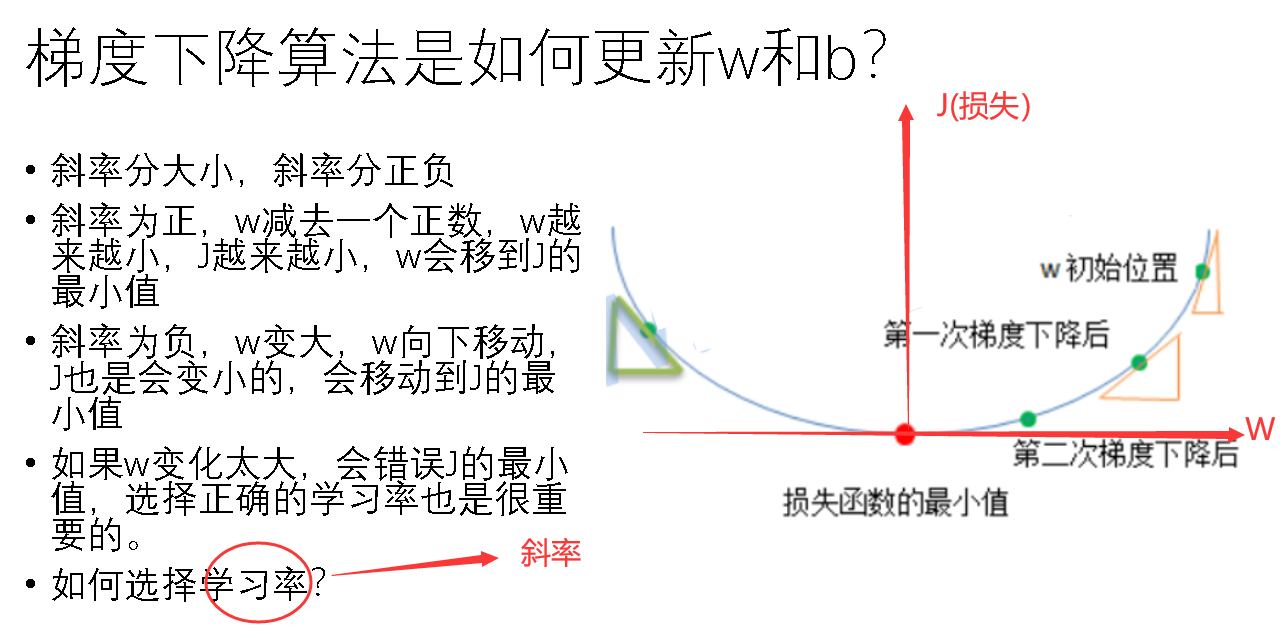 梯度下降算法是如何更新w和b?
J(损失)
• 斜率分大小，斜率分正负
• 斜率为正，w减去一个正数，w越
来越小，J越来越小，w会移到J的
最小值
• 斜率为负，w变大，w向下移动，
J也是会变小的，会移动到J的最
小值
• 如果w变化太大，会错误J的最小
值，选择正确的学习率也是很重
要的。
• 如何选择学习率?
斜率
w初始位置
第一次梯度下降后
W
第二次梯度下降后
损失函数的最小值